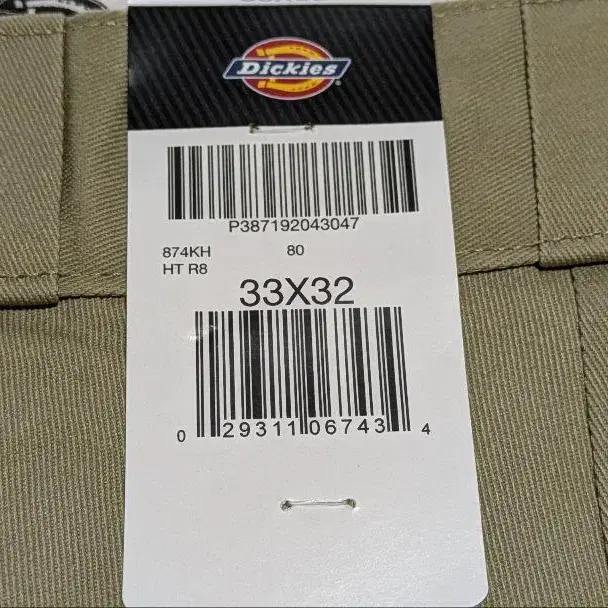 Dickies
P387192043047
874KH 80
HT R8
33X32
0 29311 06743 4